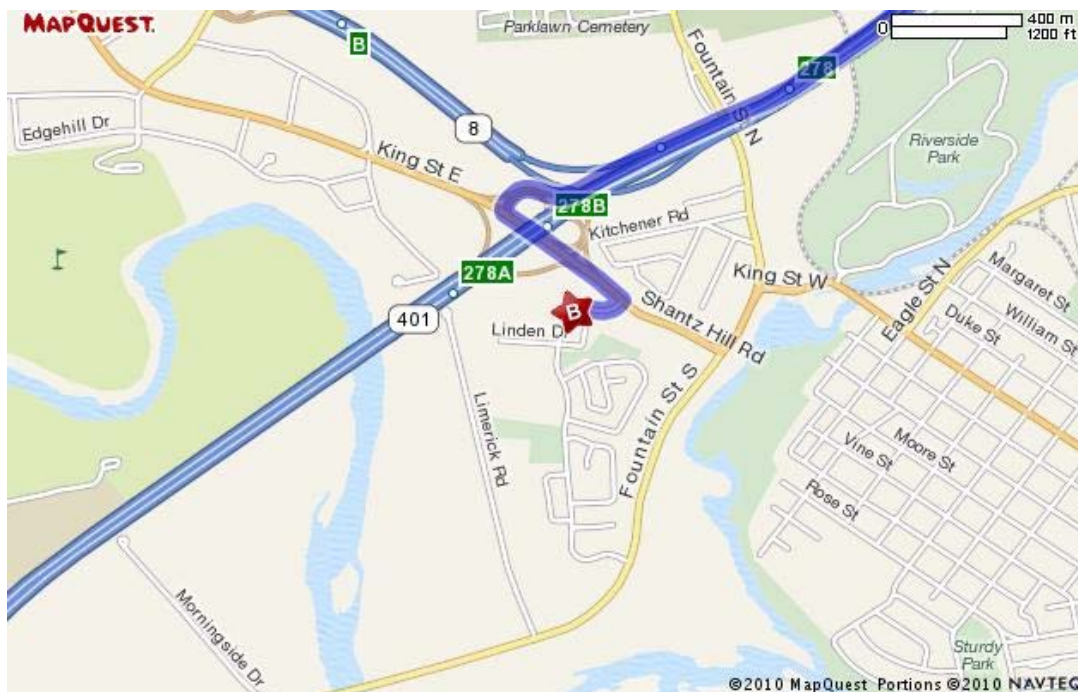 MAPQUEST.
Parklawn Cemetery
0
400 m
1200 ft
B
Fountain St N
278
8
Edgehill Dr
King St E
Riverside
Park
278B
Kitchener Rd
278A
King St W
Eagle St N
Margaret St
William St
Duke St
401
B
Linden Dr
Shantz Hill Rd
Limerick Rd
Fountain St S
Moore St
Vine St
Rose St
Morningside Dr
Sturdy
Park
©2010 MapQuest Portions ©2010 NAVTEQ